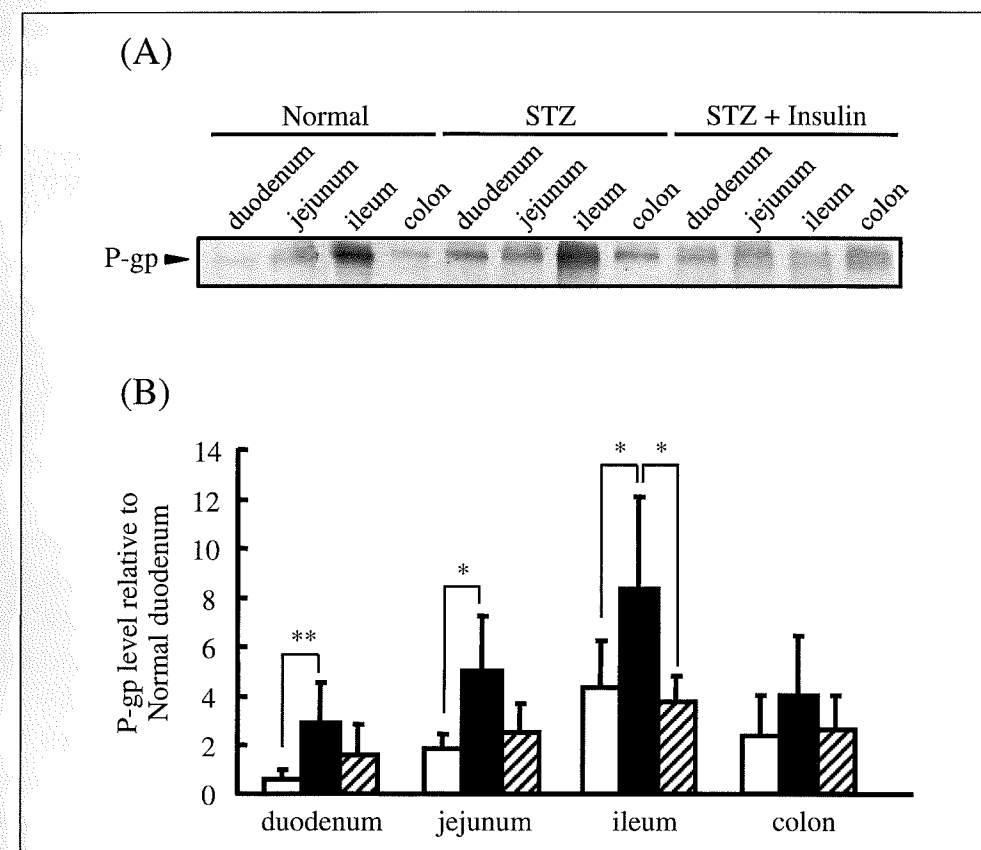 (A)
Normal STZ STZ + Insulin
duodenum jejunum ileum colon duodenum jejunum ileum colon duodenum jejunum ileum colon
P-gp
(B)
P-gp level relative to
Normal duodenum
14
12
10
8
6
4
2
0
** * * *
duodenum jejunum ileum colon